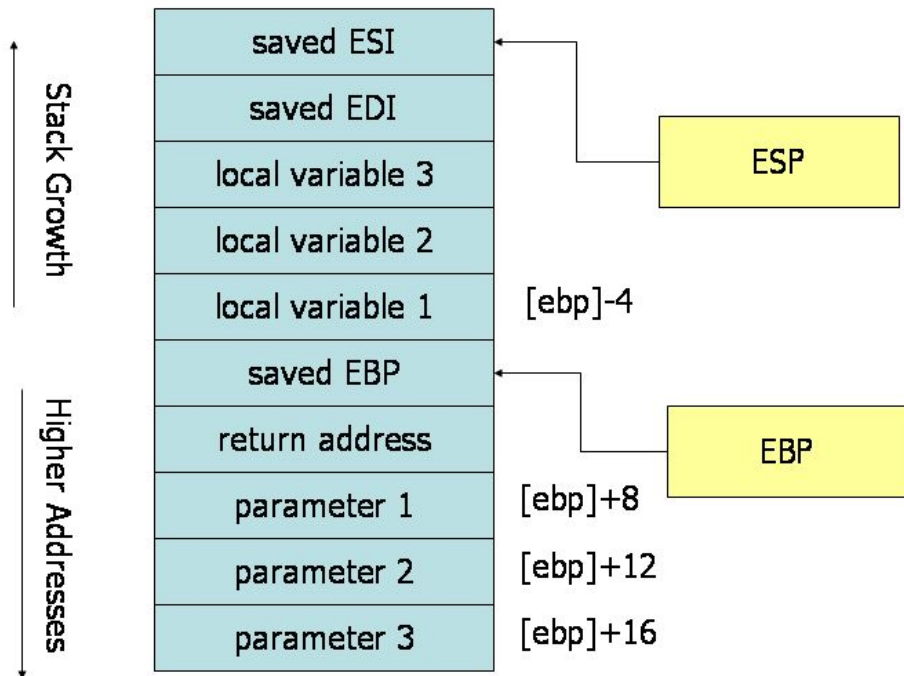 Stack Growth
Higher Addresses
saved ESI
saved EDI
local variable 3
local variable 2
local variable 1
saved EBP
return address
parameter 1
parameter 2
parameter 3
[ebp]-4
[ebp]+8
[ebp]+12
[ebp]+16
ESP
EBP